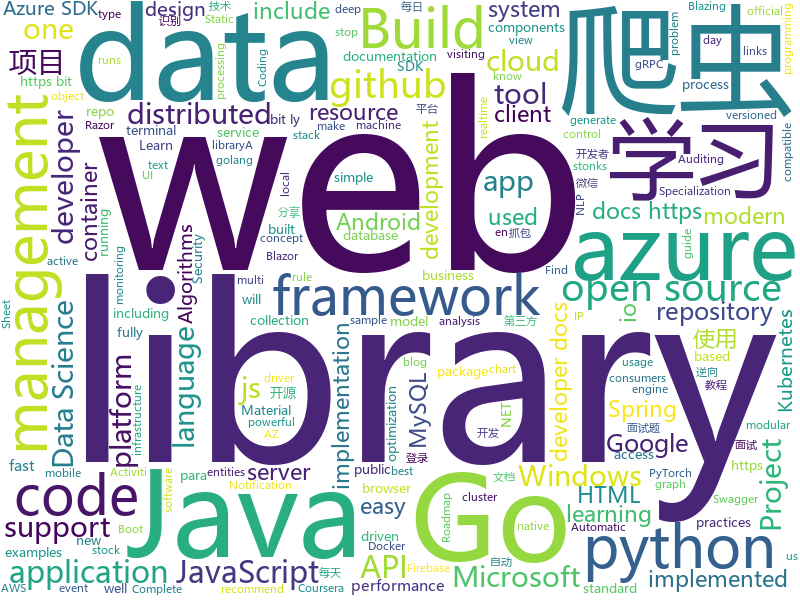 Azure SDK
技术
type
design
include
system
Blazing
official
one
Static
识别
deep
每日
stop
components
view
programming
项目
runs
Coding
processing
data
Build
cloud
documentation
SDK
visiting
know
gRPC
problem
day
links
爬虫
https bit
github
tool
process
generate
control
versioned
distributed
bit ly
resource
client
developer
object
repo
Razor
service
terminal
Learn
golang
make
machine
stack
平台
realtime
开发者
stonks
学习
Auditing
compatible
management
web
libraryA
text
UI
local
simple
development
app
微信
NLP
Specialization
container
Algorithms
Security
分享
concept
Blazor
Android
database
used
en
抓包
docs https
modern
guide
running
monitoring
built
multi
rule
will
business
azure
Find
Data Science
active
including
fully
framework
open source
Sheet
library
collection
model
sample
analysis
第三方
IP
io
repository
language
infrastructure
platform
js
package
blog
chart
engine
usage
consumers
使用
based
逆向
教程
Kubernetes
fast
type
Material
powerful
开源
driver
AZ
implementation
optimization
MySQL
developer docs
.NET
开发
Spring
Google
面试题
面试
access
PyTorch
graph
https
modular
mobile
para
browser
server
public
best
登录
文档
Windows
HTML
learning
Project
Swagger
code
Java
Go
software
Activiti
easy
Docker
cluster
Roadmap
driven
native
support
python
practices
Automatic
examples
new
stock
Boot
Notification
AWS
event
entities
well
Complete
application
JavaScript
recommend
每天
Coursera
API
Firebase
performance
Microsoft
自动
standard
implemented
us